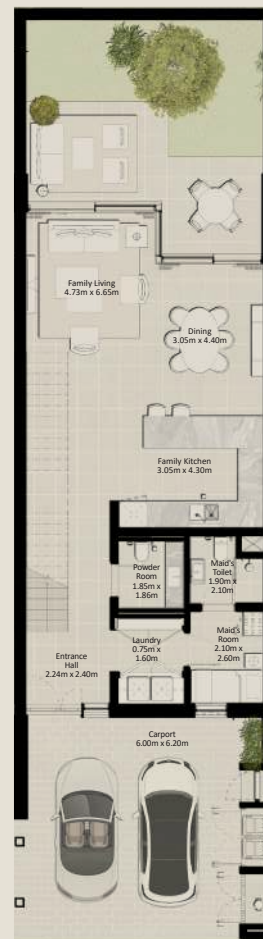 Family Living
4.73m x 6.65m
Dining
3.05m x 4.40m
Family Kitchen
3.05m x 4.30m
Powder
Room
1.85m x
1.86m
Maid's
Toilet
1.90m x
2.10m
Laundry
0.75m x
1.60m
Maid's
Room
2.10m x
2.60m
Entrance
Hall
2.24m x 2.40m
Carport
6.00m x 6.20m